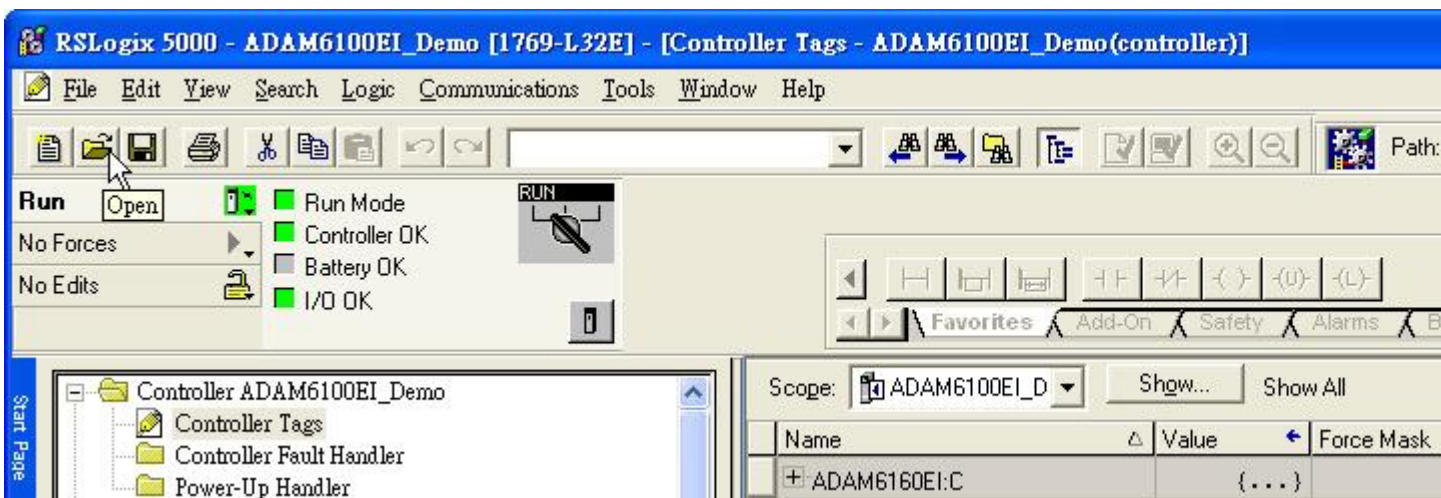 RSLogix 5000 - ADAM6100EI_Demo [1769-L32E] - [Controller Tags - ADAM6100EI_Demo(controller)]
File Edit View Search Logic Communications Tools Window Help
Path:
Open
Run
No Forces
No Edits
Run Mode
Controller OK
Battery OK
I/O OK
RUN
Favorites Add-On Safety Alarms B
Start Page
Controller ADAM6100EI_Demo
Controller Tags
Controller Fault Handler
Power-Up Handler
Scope: ADAM6100EI_D Show... Show All
Name Value Force Mask
ADAM6160EI:C {...}